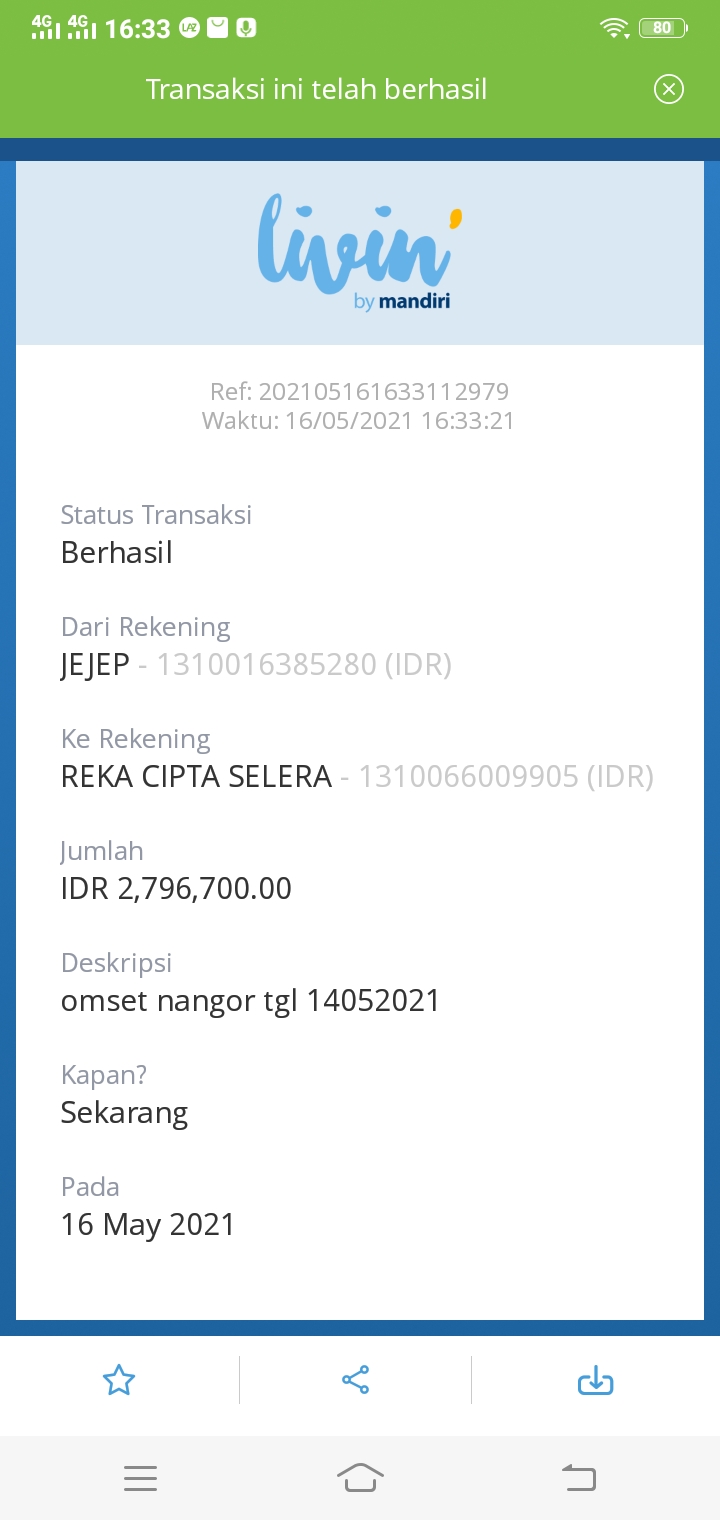 4G 4G 16:33 LAZ 80
Transaksi ini telah berhasil
livin'
by mandiri
Ref: 202105161633112979
Waktu: 16/05/2021 16:33:21
Status Transaksi
Berhasil
Dari Rekening
JEJEP - 1310016385280 (IDR)
Ke Rekening
REKA CIPTA SELERA - 1310066009905 (IDR)
Jumlah
IDR 2,796,700.00
Deskripsi
omset nangor tgl 14052021
Kapan?
Sekarang
Pada
16 May 2021